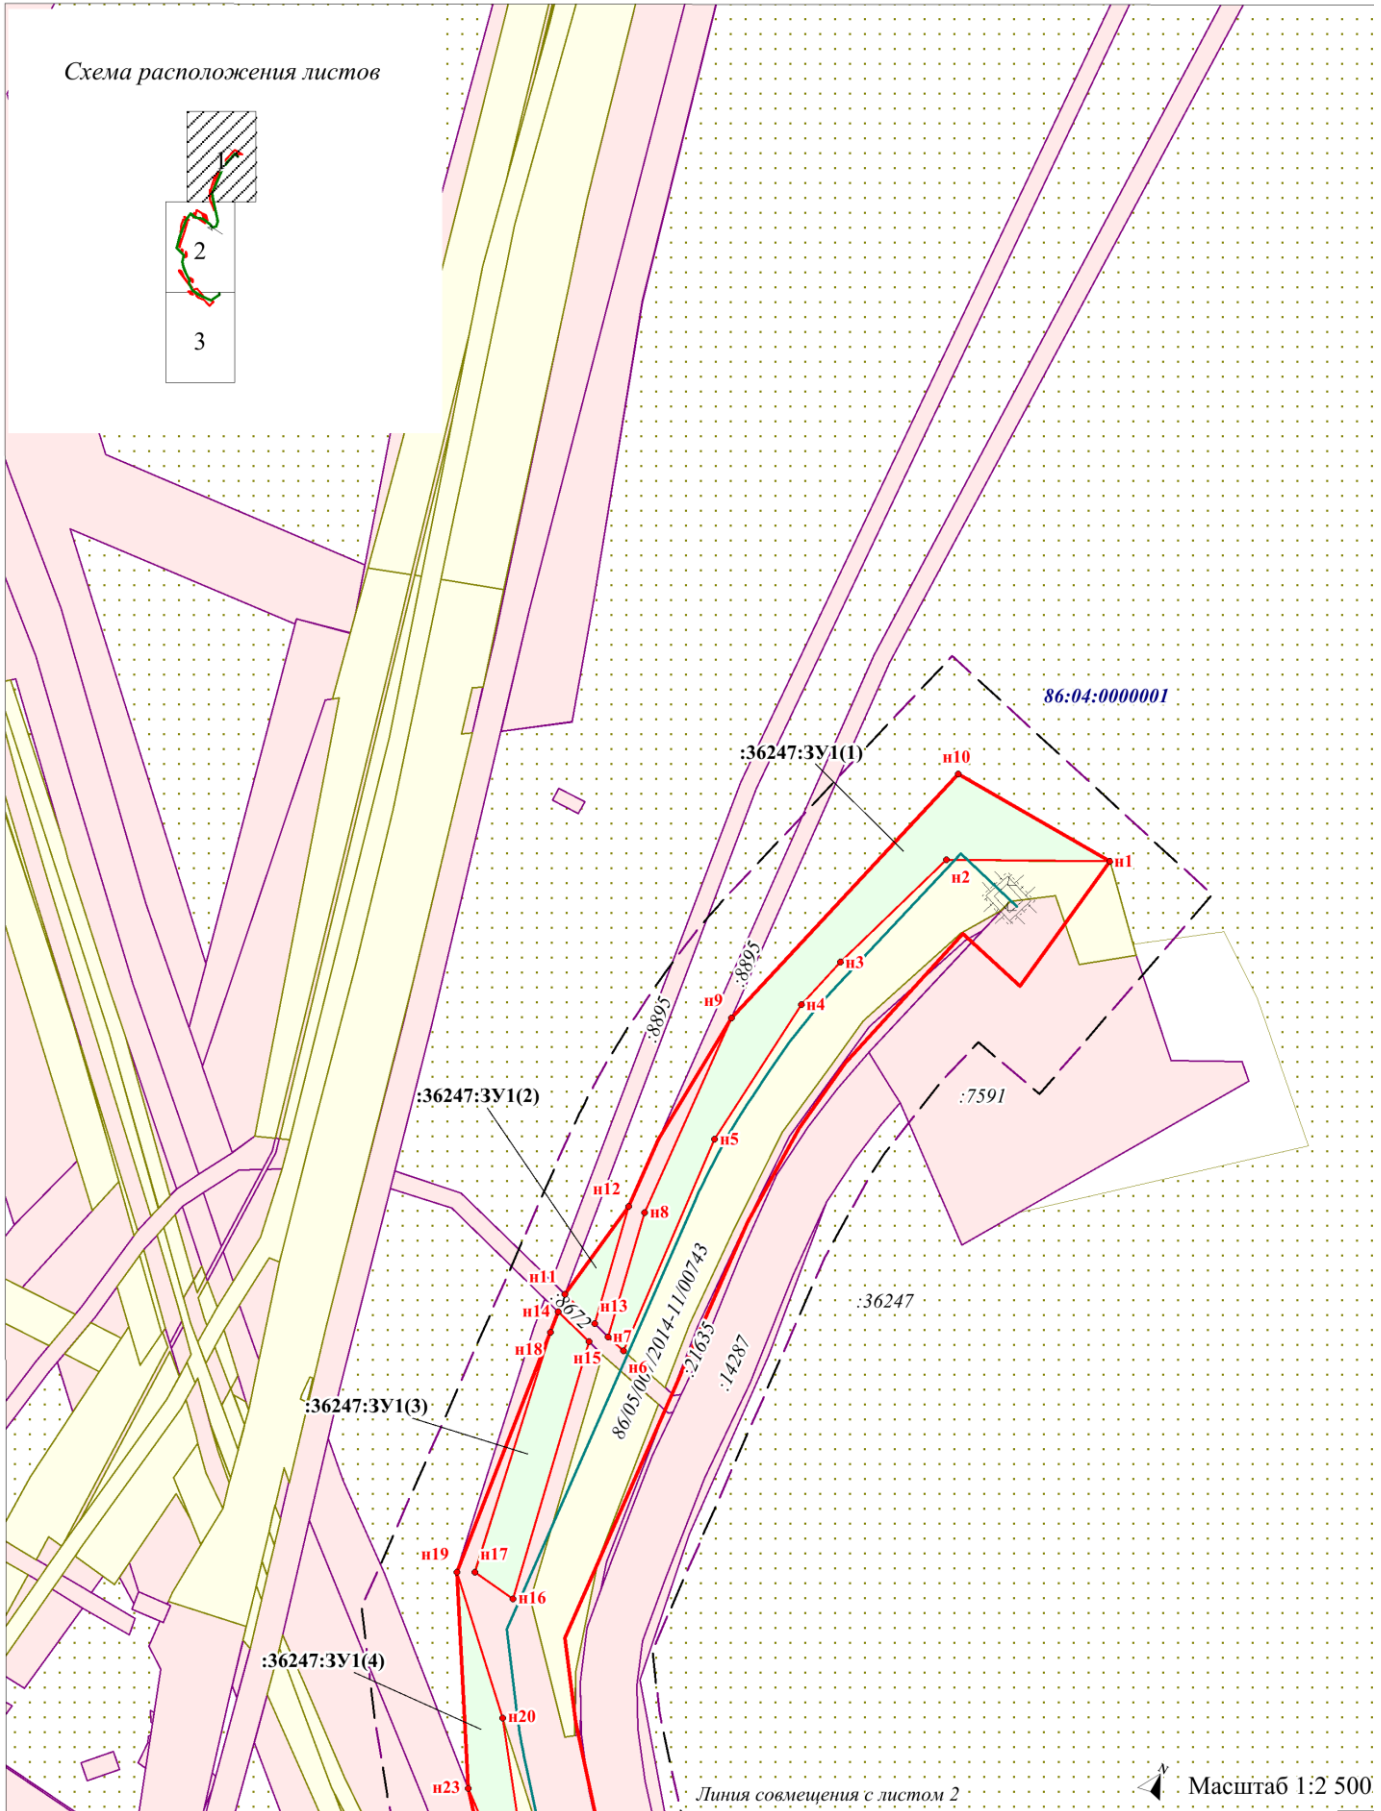 Схема расположения листов
1
2
3
86:04:0000001
:36247:ЗУ1(1)
н10
н1
н2
:8895
н3
:8895
н9
н4
:36247:ЗУ1(2)
:7591
н5
н12
н8
н11
:8672
н13
н14
н7
н18
н15
н6
86/05/007/2014-11/00743
:21635
:14287
:36247
:36247:ЗУ1(3)
н19
н17
н16
:36247:ЗУ1(4)
н20
н23
Линия совмещения с листом 2
N
Масштаб 1:2 500